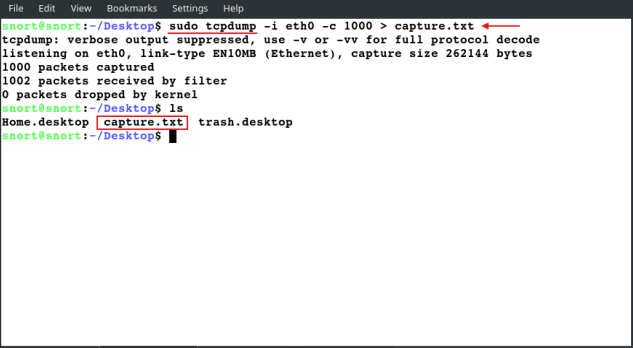 File Edit View Bookmarks Settings Help
snort@snort:~/Desktop$ sudo tcpdump -i eth0 -c 1000 > capture.txt
tcpdump: verbose output suppressed, use -v or -vv for full protocol decode
listening on eth0, link-type EN10MB (Ethernet), capture size 262144 bytes
1000 packets captured
1002 packets received by filter
0 packets dropped by kernel
snort@snort:~/Desktop$ ls
Home.desktop capture.txt trash.desktop
snort@snort:~/Desktop$